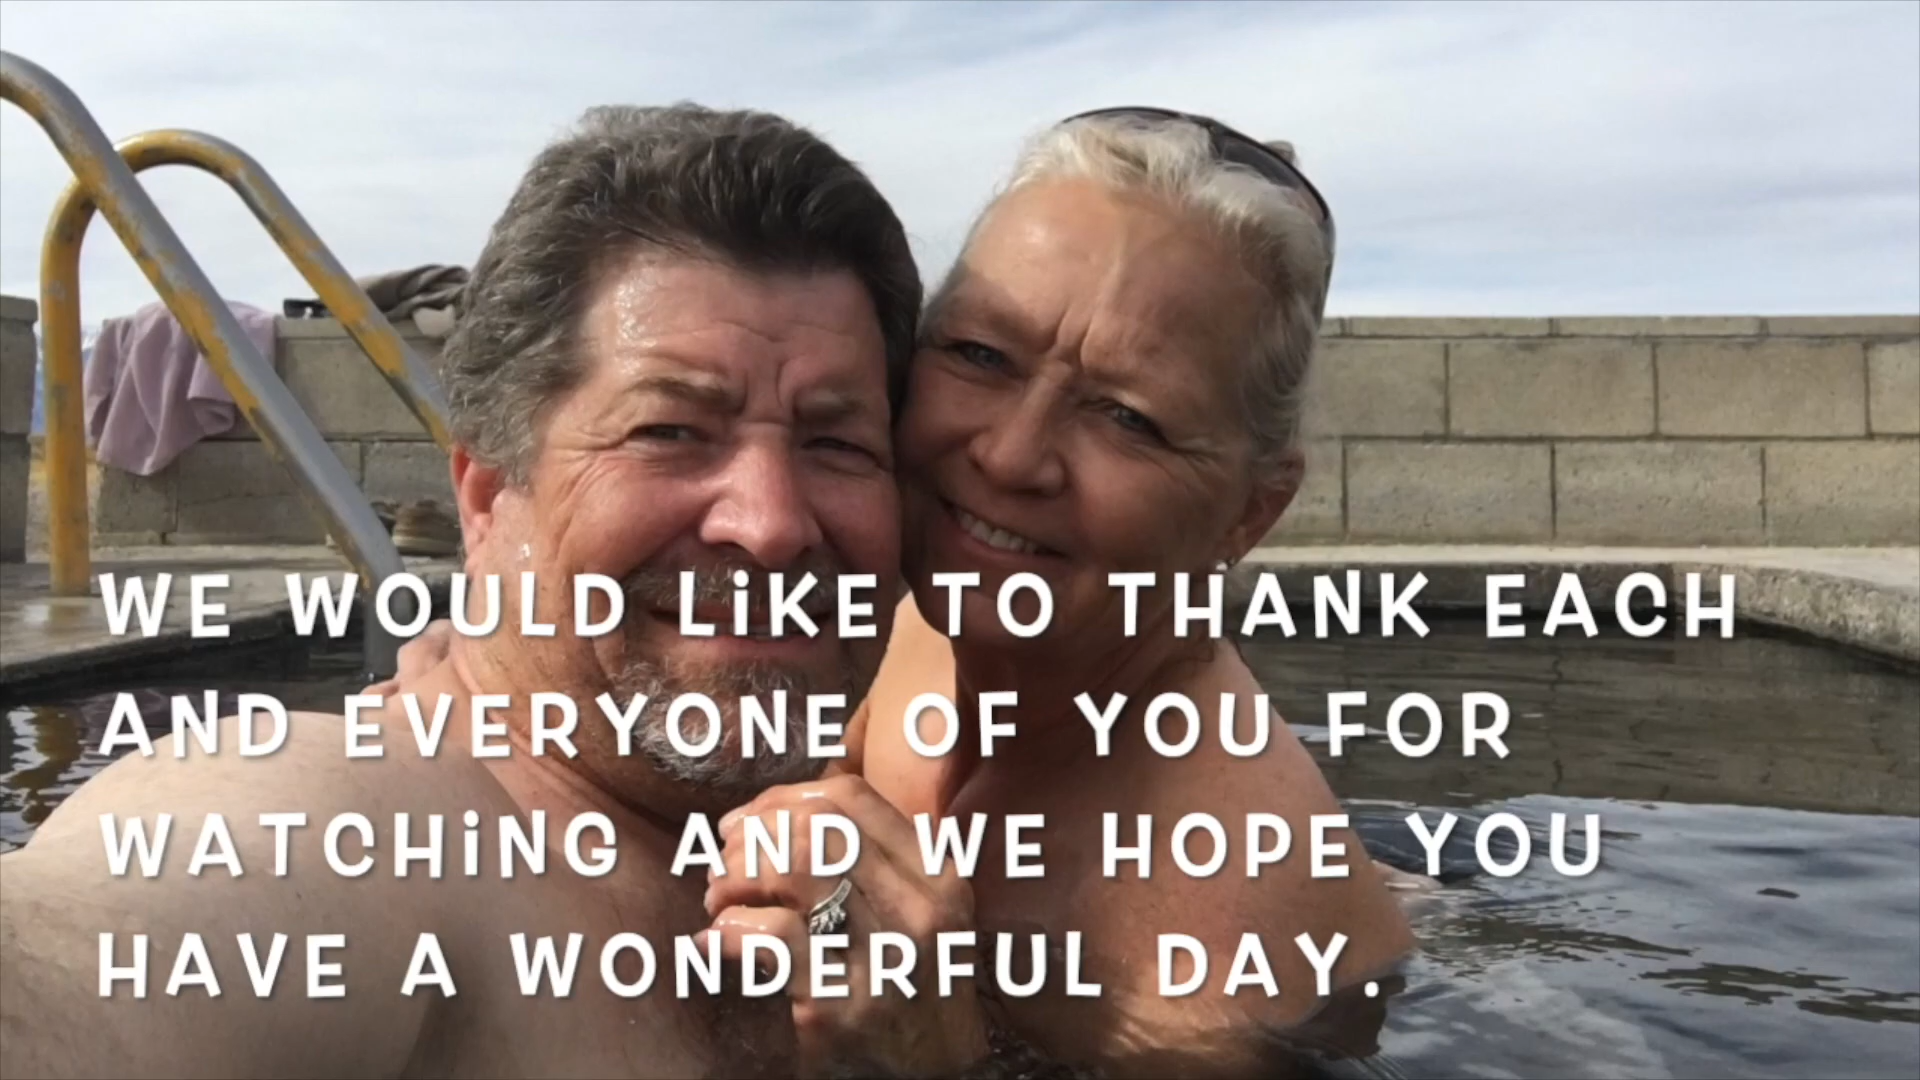 WE WOULD LiKE TO THANK EACH
AND EVERYONE OF YOU FOR
WATCHiNG AND WE HOPE YOU
HAVE A WONDERFUL DAY.